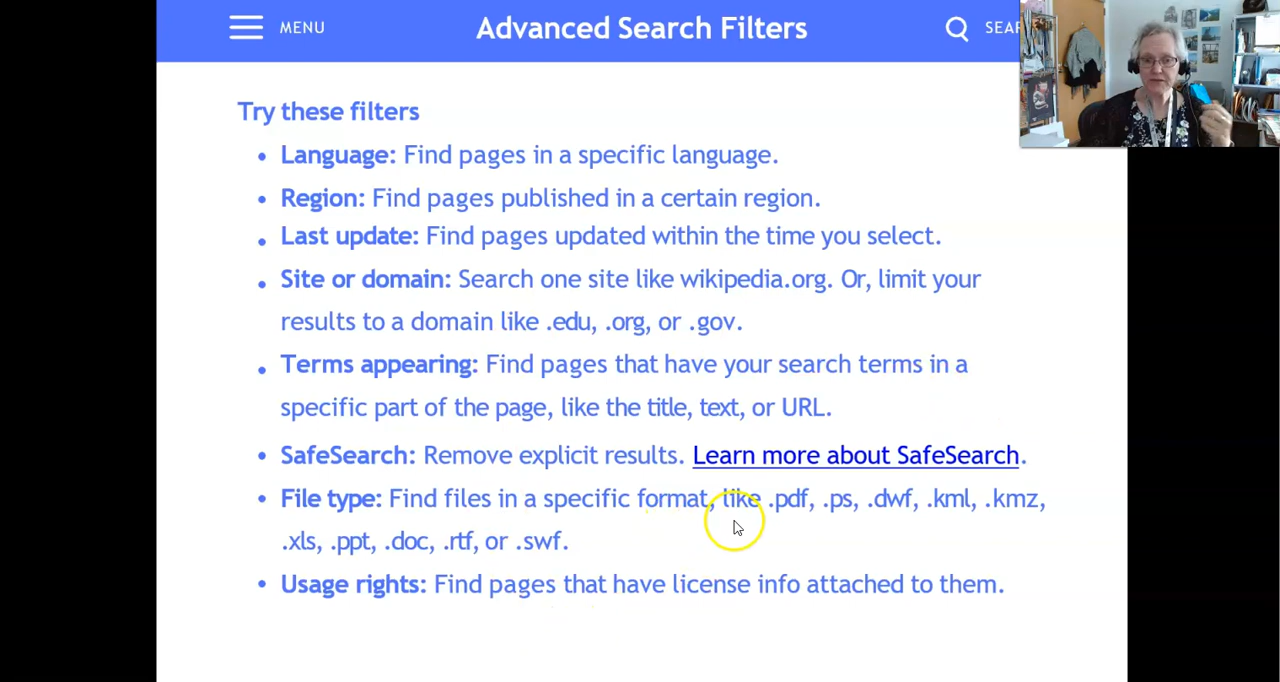 MENU
Advanced Search Filters
SEAR
Try these filters
• Language: Find pages in a specific language.
• Region: Find pages published in a certain region.
• Last update: Find pages updated within the time you select.
• Site or domain: Search one site like wikipedia.org. Or, limit your
results to a domain like .edu, .org, or .gov.
• Terms appearing: Find pages that have your search terms in a
specific part of the page, like the title, text, or URL.
• SafeSearch: Remove explicit results. Learn more about SafeSearch.
• File type: Find files in a specific format, like .pdf, .ps, .dwf, .kml, .kmz,
.xls, .ppt, .doc, .rtf, or .swf.
• Usage rights: Find pages that have license info attached to them.